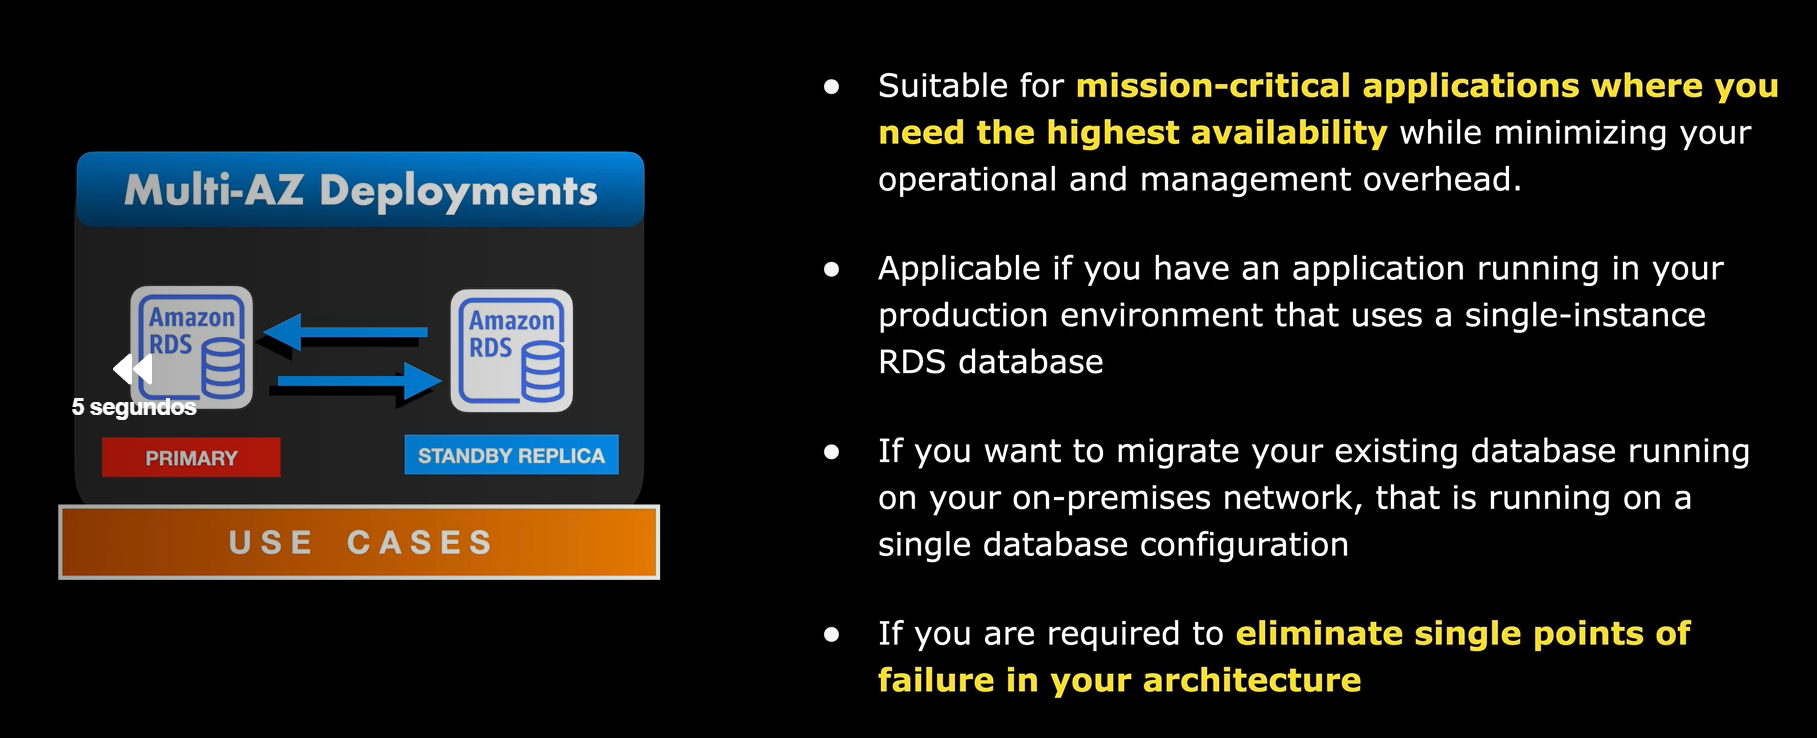 Multi-AZ Deployments
Amazon
RDS
Amazon
RDS
5 segundos
PRIMARY
STANDBY REPLICA
USE CASES
● Suitable for mission-critical applications where you
need the highest availability while minimizing your
operational and management overhead.
● Applicable if you have an application running in your
production environment that uses a single-instance
RDS database
● If you want to migrate your existing database running
on your on-premises network, that is running on a
single database configuration
● If you are required to eliminate single points of
failure in your architecture